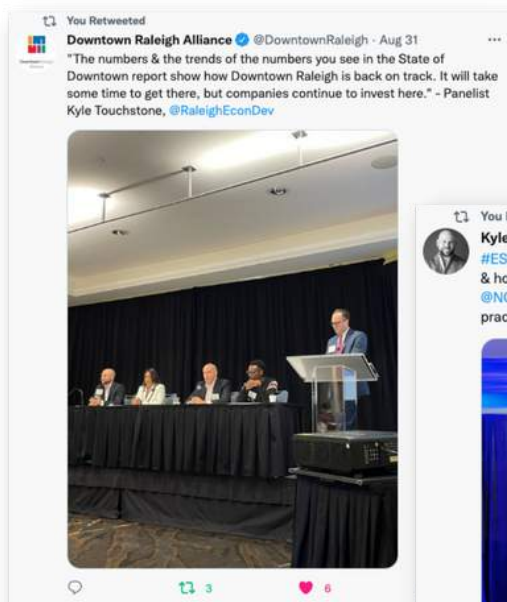 You Retweeted
Downtown Raleigh Alliance @DowntownRaleigh · Aug 31
"The numbers & the trends of the numbers you see in the State of
Downtown report show how Downtown Raleigh is back on track. It will take
some time to get there, but companies continue to invest here." - Panelist
Kyle Touchstone, @RaleighEconDev
3
6
You
Kyle
#ES
& ho
@NC
prac